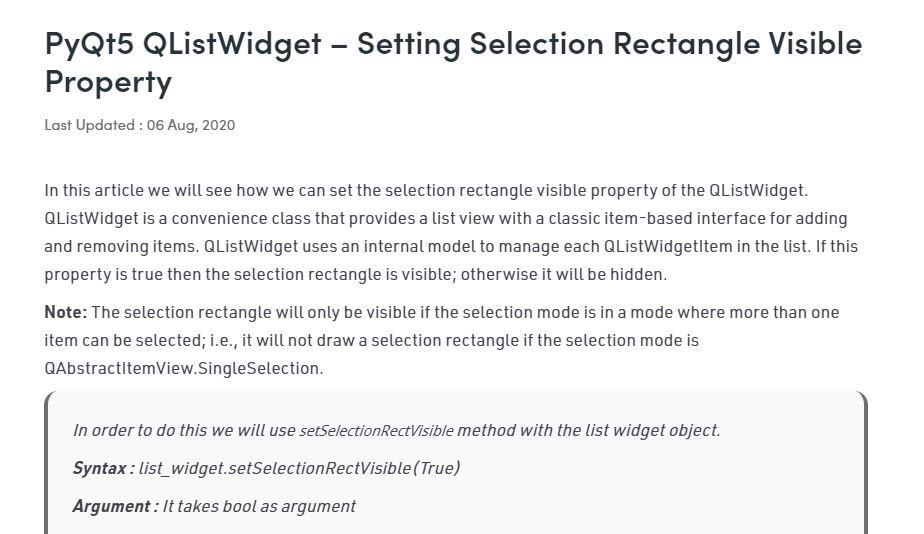 PyQt5 QListWidget – Setting Selection Rectangle Visible
Property
Last Updated : 06 Aug, 2020
In this article we will see how we can set the selection rectangle visible property of the QListWidget.
QListWidget is a convenience class that provides a list view with a classic item-based interface for adding
and removing items. QListWidget uses an internal model to manage each QListWidgetItem in the list. If this
property is true then the selection rectangle is visible; otherwise it will be hidden.
Note: The selection rectangle will only be visible if the selection mode is in a mode where more than one
item can be selected; i.e., it will not draw a selection rectangle if the selection mode is
QAbstractItemView.SingleSelection.
In order to do this we will use setSelectionRectVisible method with the list widget object.
Syntax : list_widget.setSelectionRectVisible(True)
Argument : It takes bool as argument